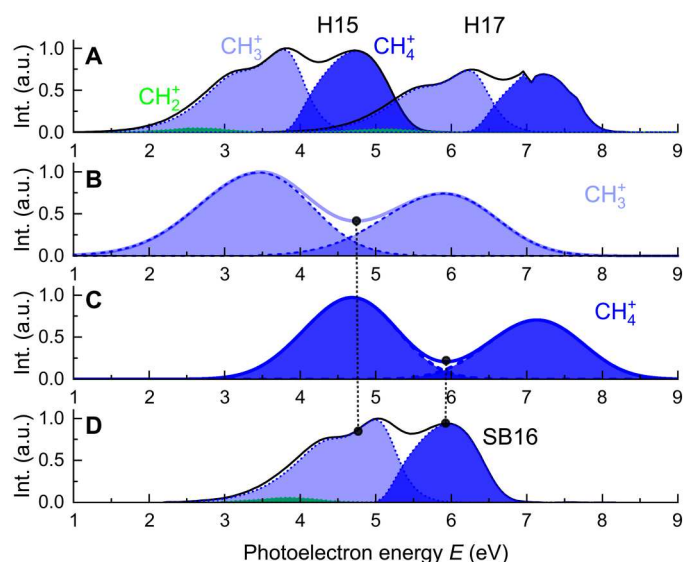 H15 H17
A CH₃⁺ CH₄⁺
CH₂⁺
Int. (a.u.)
1.0
0.5
0.0
1 2 3 4 5 6 7 8 9
B CH₃⁺
Int. (a.u.)
1.0
0.5
0.0
1 2 3 4 5 6 7 8 9
C CH₄⁺
Int. (a.u.)
1.0
0.5
0.0
1 2 3 4 5 6 7 8 9
D SB16
Int. (a.u.)
1.0
0.5
0.0
1 2 3 4 5 6 7 8 9
Photoelectron energy E (eV)